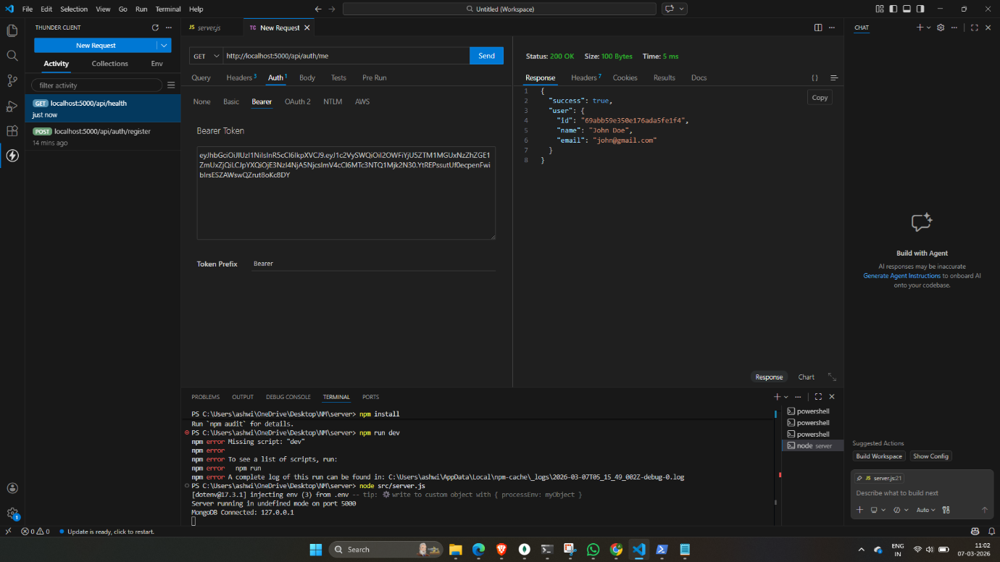 File Edit Selection View Go Run Terminal Help
Untitled (Workspace)
THUNDER CLIENT
New Request
Activity Collections Env
filter activity
GET localhost:5000/api/health
just now
POST localhost:5000/api/auth/register
14 mins ago
JS server.js
TC New Request
GET http://localhost:5000/api/auth/me Send
Query Headers 3 Auth 1 Body Tests Pre Run
None Basic Bearer OAuth 2 NTLM AWS
Bearer Token
Token Prefix Bearer
Status: 200 OK Size: 100 Bytes Time: 5 ms
Response Headers 7 Cookies Results Docs { }
Copy
1 {
2 "success": true,
3 "user": {
4 "id": "69abb59e350e176ada5fe1f4",
5 "name": "John Doe",
6 "email": "john@gmail.com"
7 }
8 }
Response Chart
PROBLEMS OUTPUT DEBUG CONSOLE TERMINAL PORTS
PS C:\Users\ashwi\OneDrive\Desktop\NM\server> npm install
Run `npm audit` for details.
PS C:\Users\ashwi\OneDrive\Desktop\NM\server> npm run dev
npm error Missing script: "dev"
npm error
npm error To see a list of scripts, run:
npm error npm run
npm error A complete log of this run can be found in: C:\Users\ashwi\AppData\Local\npm-cache\_logs\2026-03-07T05_15_49_002Z-debug-0.log
PS C:\Users\ashwi\OneDrive\Desktop\NM\server> node src/server.js
[dotenv@17.3.1] injecting env (3) from .env -- tip: ⚙️ write to custom object with { processEnv: myObject }
Server running in undefined mode on port 5000
MongoDB Connected: 127.0.0.1
powershell
powershell
powershell
node server
CHAT
Build with Agent
AI responses may be inaccurate
Generate Agent Instructions to onboard AI
onto your codebase.
Suggested Actions
Build Workspace Show Config
JS server.js:21
Describe what to build next
Auto
1
0 0 Update is ready, click to restart.
Search
ENG
IN
11:02
07-03-2026